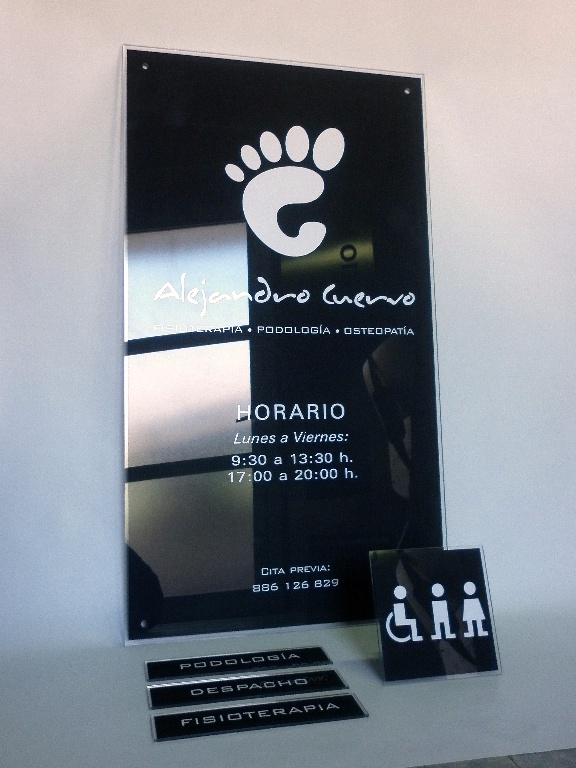 Alejandro Cuervo
FISIOTERAPIA • PODOLOGÍA • OSTEOPATÍA
HORARIO
Lunes a Viernes:
9:30 a 13:30 h.
17:00 a 20:00 h.
CITA PREVIA:
886 126 829
PODOLOGÍA
DESPACHO
FISIOTERAPIA